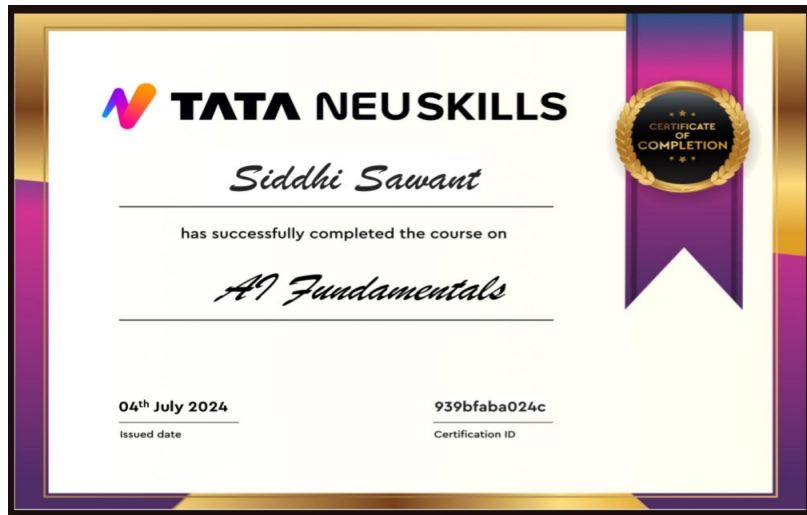 TATA NEUSKILLS
CERTIFICATE
OF
COMPLETION
Siddhi Sawant
has successfully completed the course on
AI Fundamentals
04th July 2024
939bfaba024c
Issued date
Certification ID